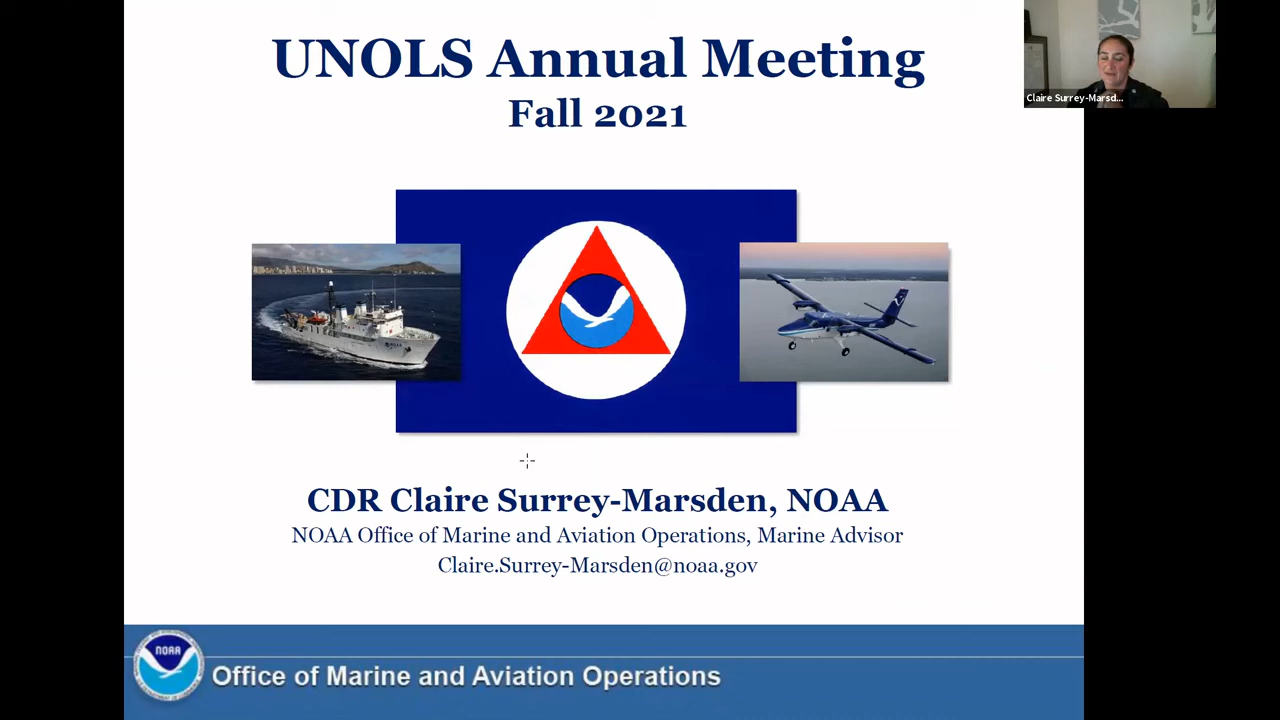 UNOLS Annual Meeting
Fall 2021
Claire Surrey-Marsd...
CDR Claire Surrey-Marsden, NOAA
NOAA Office of Marine and Aviation Operations, Marine Advisor
Claire.Surrey-Marsden@noaa.gov
NOAA
Office of Marine and Aviation Operations